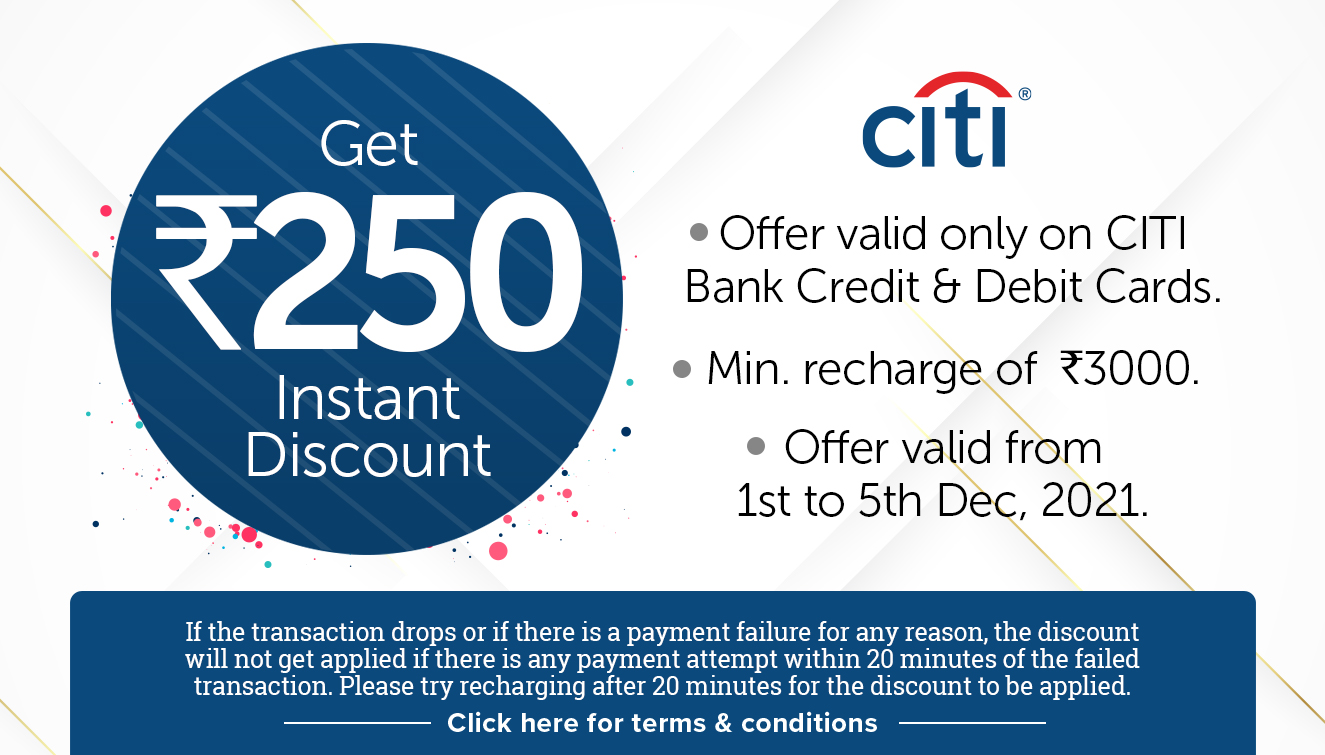 Get
₹250
Instant
Discount
citi®
• Offer valid only on CITI
Bank Credit & Debit Cards.
• Min. recharge of ₹3000.
• Offer valid from
1st to 5th Dec, 2021.
If the transaction drops or if there is a payment failure for any reason, the discount
will not get applied if there is any payment attempt within 20 minutes of the failed
transaction. Please try recharging after 20 minutes for the discount to be applied.
Click here for terms & conditions